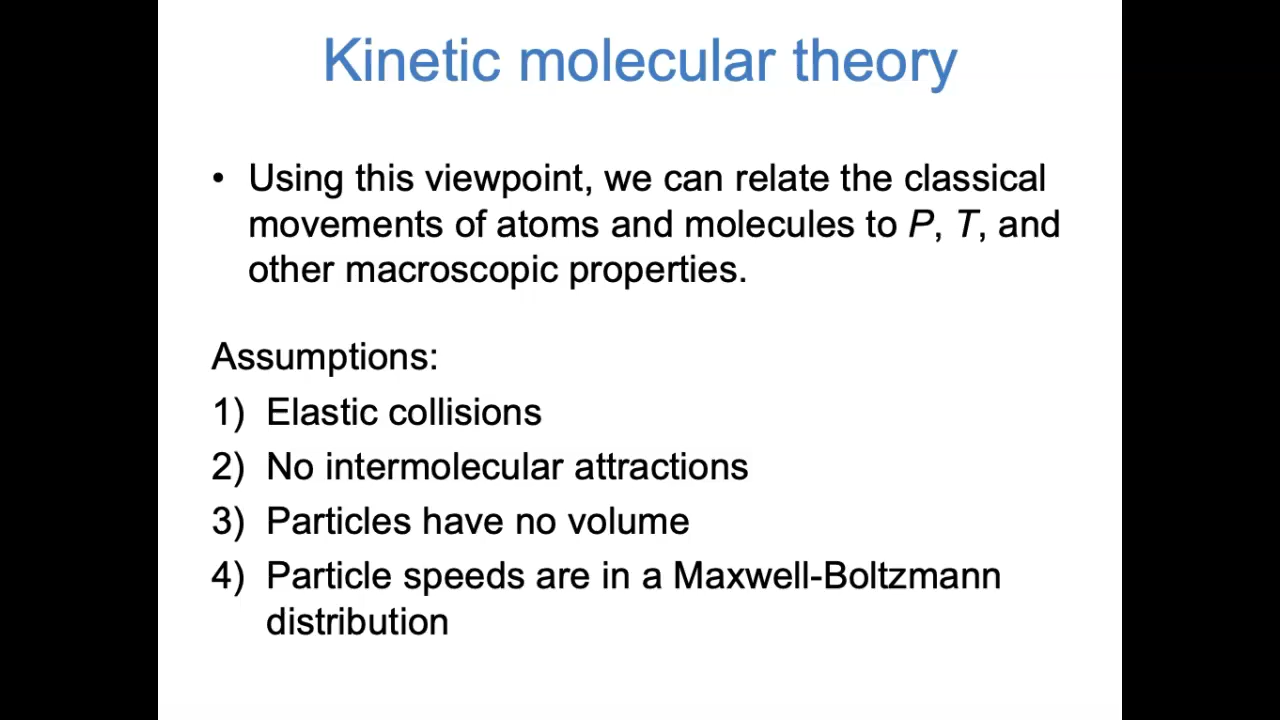 Kinetic molecular theory
• Using this viewpoint, we can relate the classical
movements of atoms and molecules to P, T, and
other macroscopic properties.
Assumptions:
1) Elastic collisions
2) No intermolecular attractions
3) Particles have no volume
4) Particle speeds are in a Maxwell-Boltzmann
distribution